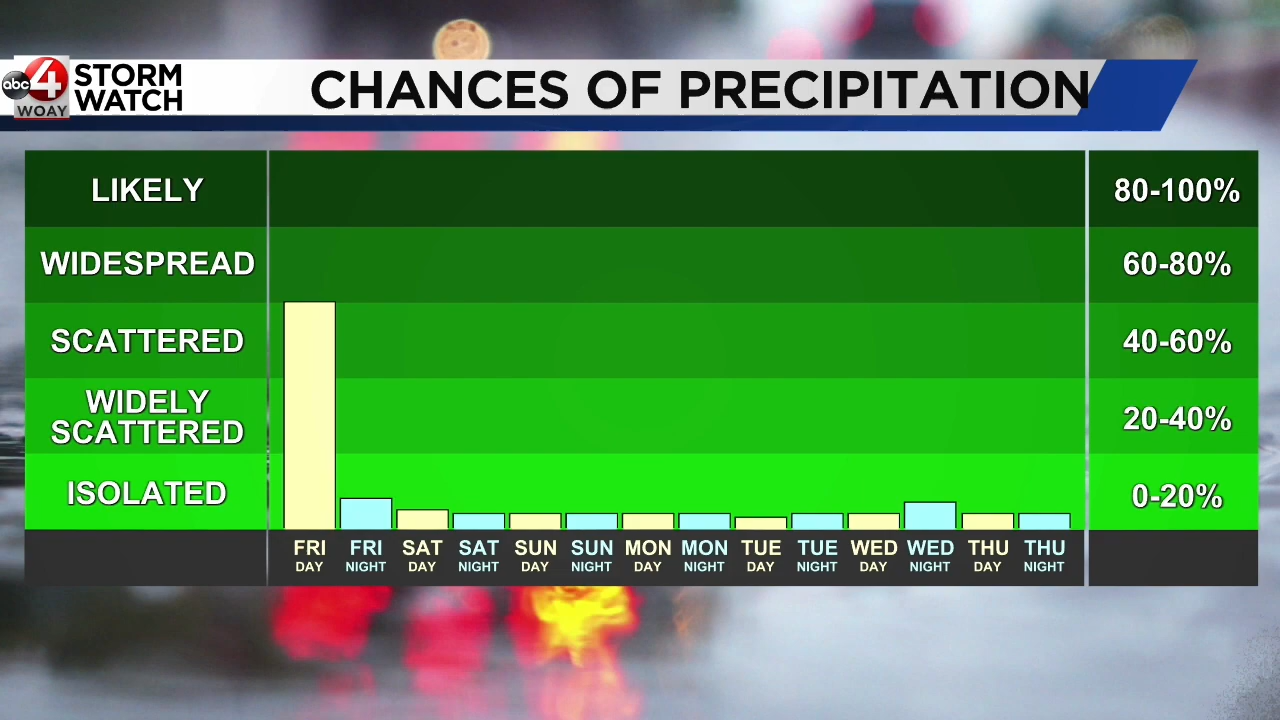 abc 4
WOAY
STORM
WATCH
CHANCES OF PRECIPITATION
LIKELY
80-100%
WIDESPREAD
60-80%
SCATTERED
40-60%
WIDELY
SCATTERED
20-40%
ISOLATED
0-20%
FRI FRI SAT SAT SUN SUN MON MON TUE TUE WED WED THU THU
DAY NIGHT DAY NIGHT DAY NIGHT DAY NIGHT DAY NIGHT DAY NIGHT DAY NIGHT